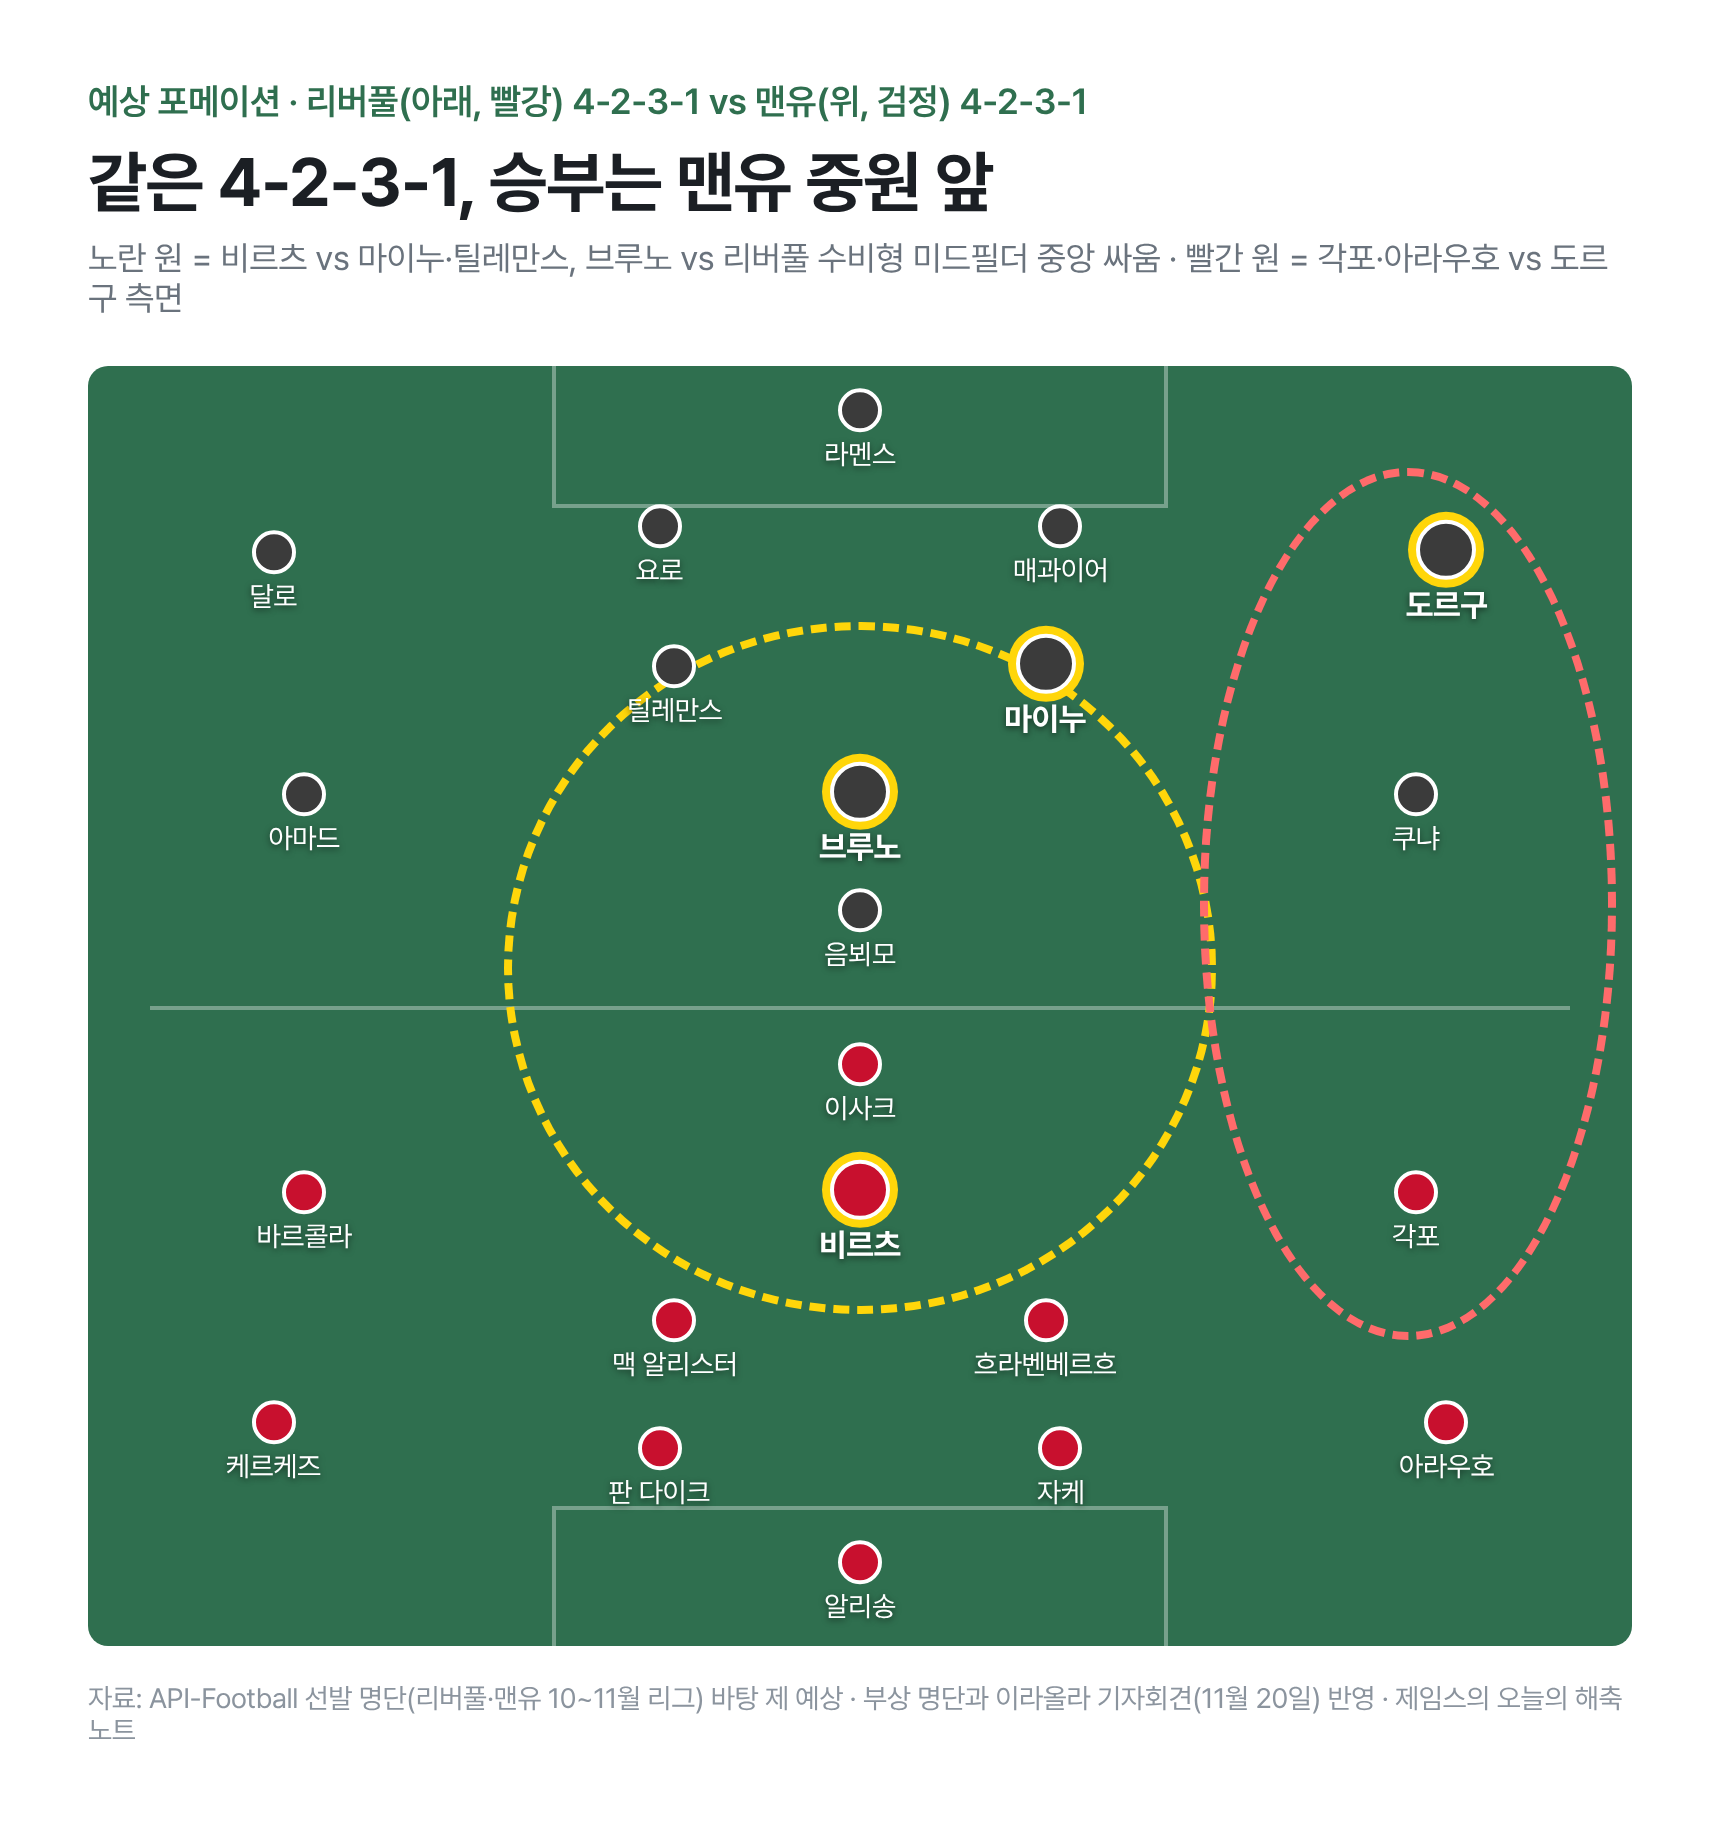 예상 포메이션 · 리버풀(아래, 빨강) 4-2-3-1 vs 맨유(위, 검정) 4-2-3-1
같은 4-2-3-1, 승부는 맨유 중원 앞
노란 원 = 비르츠 vs 마이누·틸레만스, 브루노 vs 리버풀 수비형 미드필더 중앙 싸움 · 빨간 원 = 각포·아라우호 vs 도르
구 측면
라멘스
요로
매과이어
달로
도르구
틸레만스
마이누
아마드
브루노
쿠냐
음뵈모
이사크
바르콜라
비르츠
각포
맥 알리스터
흐라벤베르흐
케르케즈
판 다이크
자케
아라우호
알리송
자료: API-Football 선발 명단(리버풀·맨유 10~11월 리그) 바탕 제 예상 · 부상 명단과 이라올라 기자회견(11월 20일) 반영 · 제임스의 오늘의 해축
노트